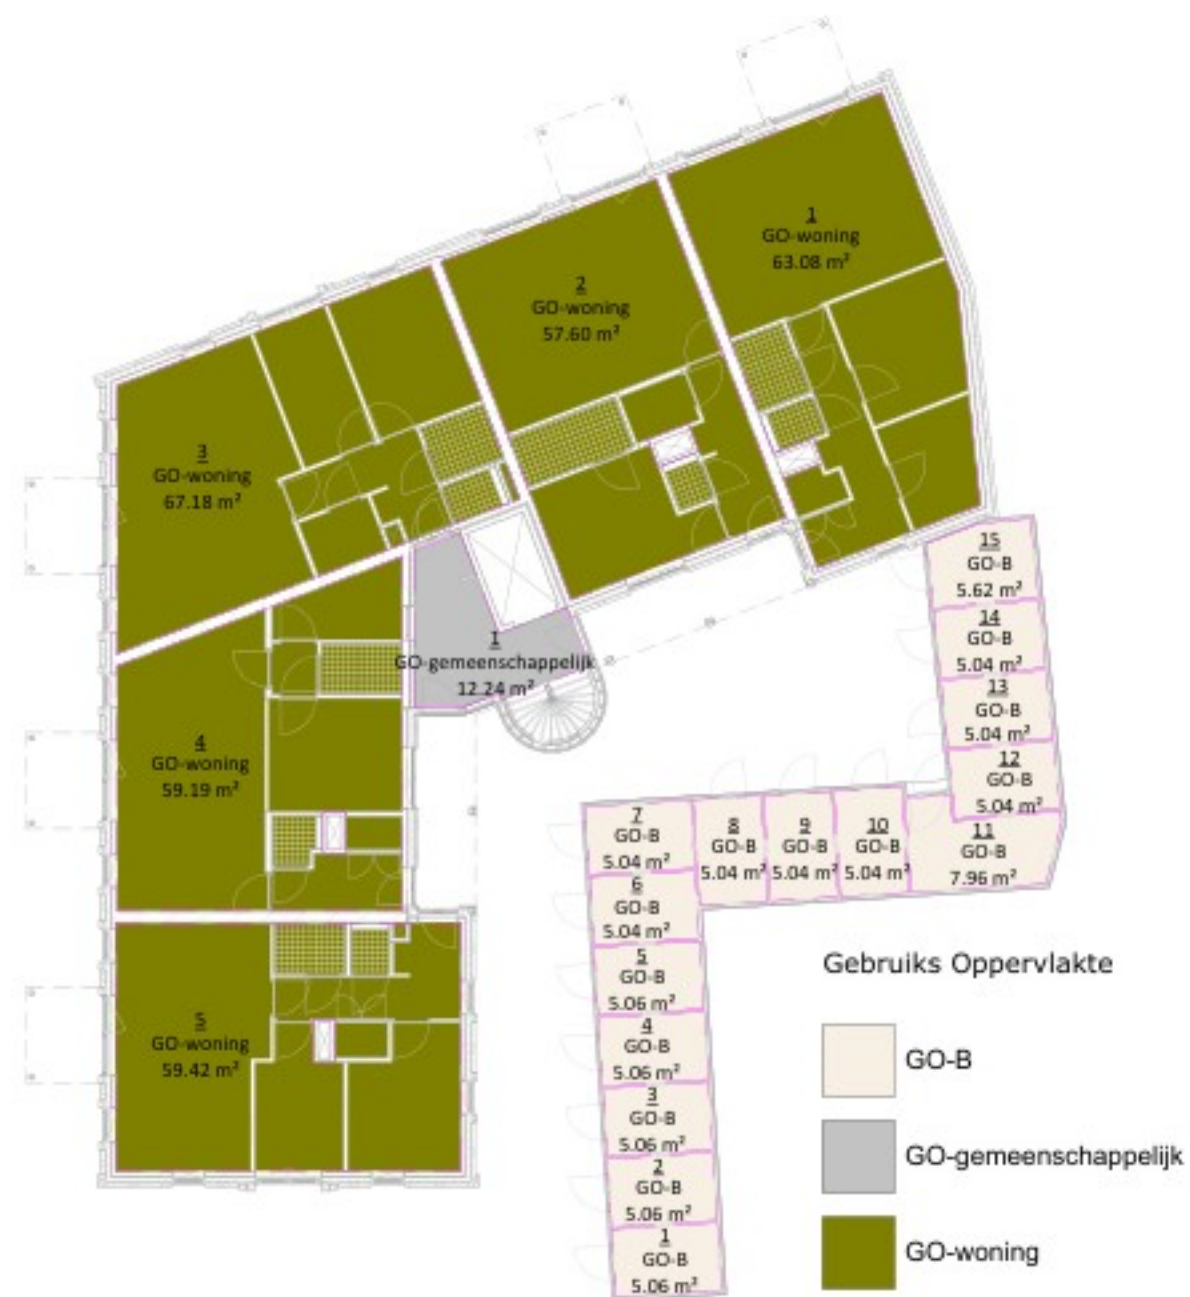 1
GO-woning
63.08 m²
2
GO-woning
57.60 m²
3
GO-woning
67.18 m²
1
GO-gemeenschappelijk
12.24 m²
4
GO-woning
59.19 m²
5
GO-woning
59.42 m²
15
GO-B
5.62 m²
14
GO-B
5.04 m²
13
GO-B
5.04 m²
12
GO-B
5.04 m²
11
GO-B
7.96 m²
10
GO-B
5.04 m²
9
GO-B
5.04 m²
8
GO-B
5.04 m²
7
GO-B
5.04 m²
6
GO-B
5.04 m²
5
GO-B
5.06 m²
4
GO-B
5.06 m²
3
GO-B
5.06 m²
2
GO-B
5.06 m²
1
GO-B
5.06 m²
Gebruiks Oppervlakte
GO-B
GO-gemeenschappelijk
GO-woning